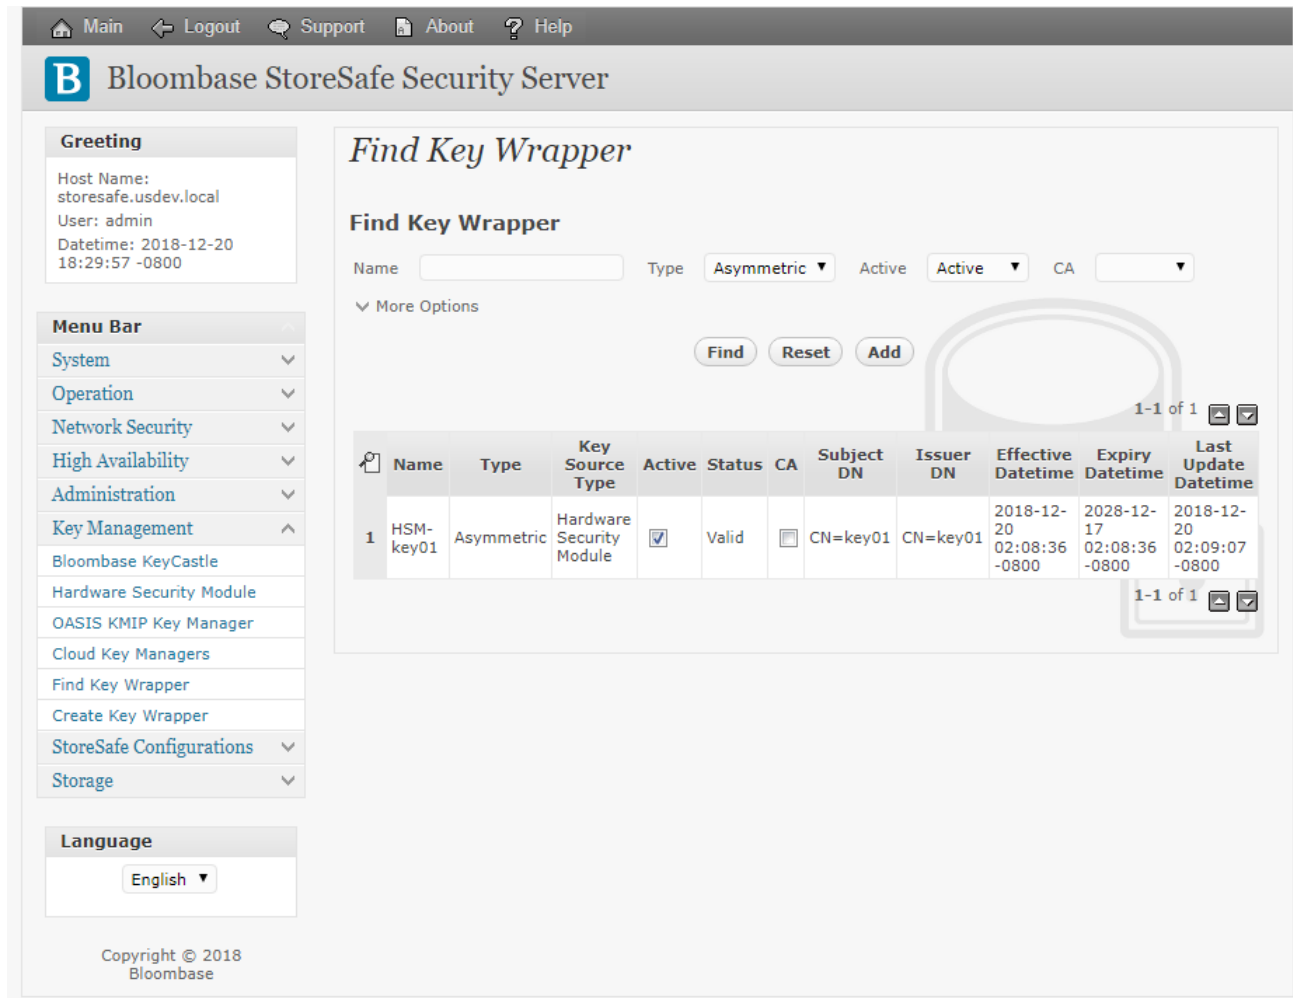 Main Logout Support About Help
B Bloombase StoreSafe Security Server
Greeting
Host Name:
storesafe.usdev.local
User: admin
Datetime: 2018-12-20
18:29:57 -0800
Menu Bar
System
Operation
Network Security
High Availability
Administration
Key Management
Bloombase KeyCastle
Hardware Security Module
OASIS KMIP Key Manager
Cloud Key Managers
Find Key Wrapper
Create Key Wrapper
StoreSafe Configurations
Storage
Language
English
Copyright © 2018
Bloombase
Find Key Wrapper
Find Key Wrapper
Name Type Asymmetric Active Active CA
More Options
Find Reset Add
1-1 of 1
Name Type Key Source Type Active Status CA Subject DN Issuer DN Effective Datetime Expiry Datetime Last Update Datetime
1 HSM-key01 Asymmetric Hardware Security Module Valid CN=key01 CN=key01 2018-12-20 02:08:36 -0800 2028-12-17 02:08:36 -0800 2018-12-20 02:09:07 -0800
1-1 of 1